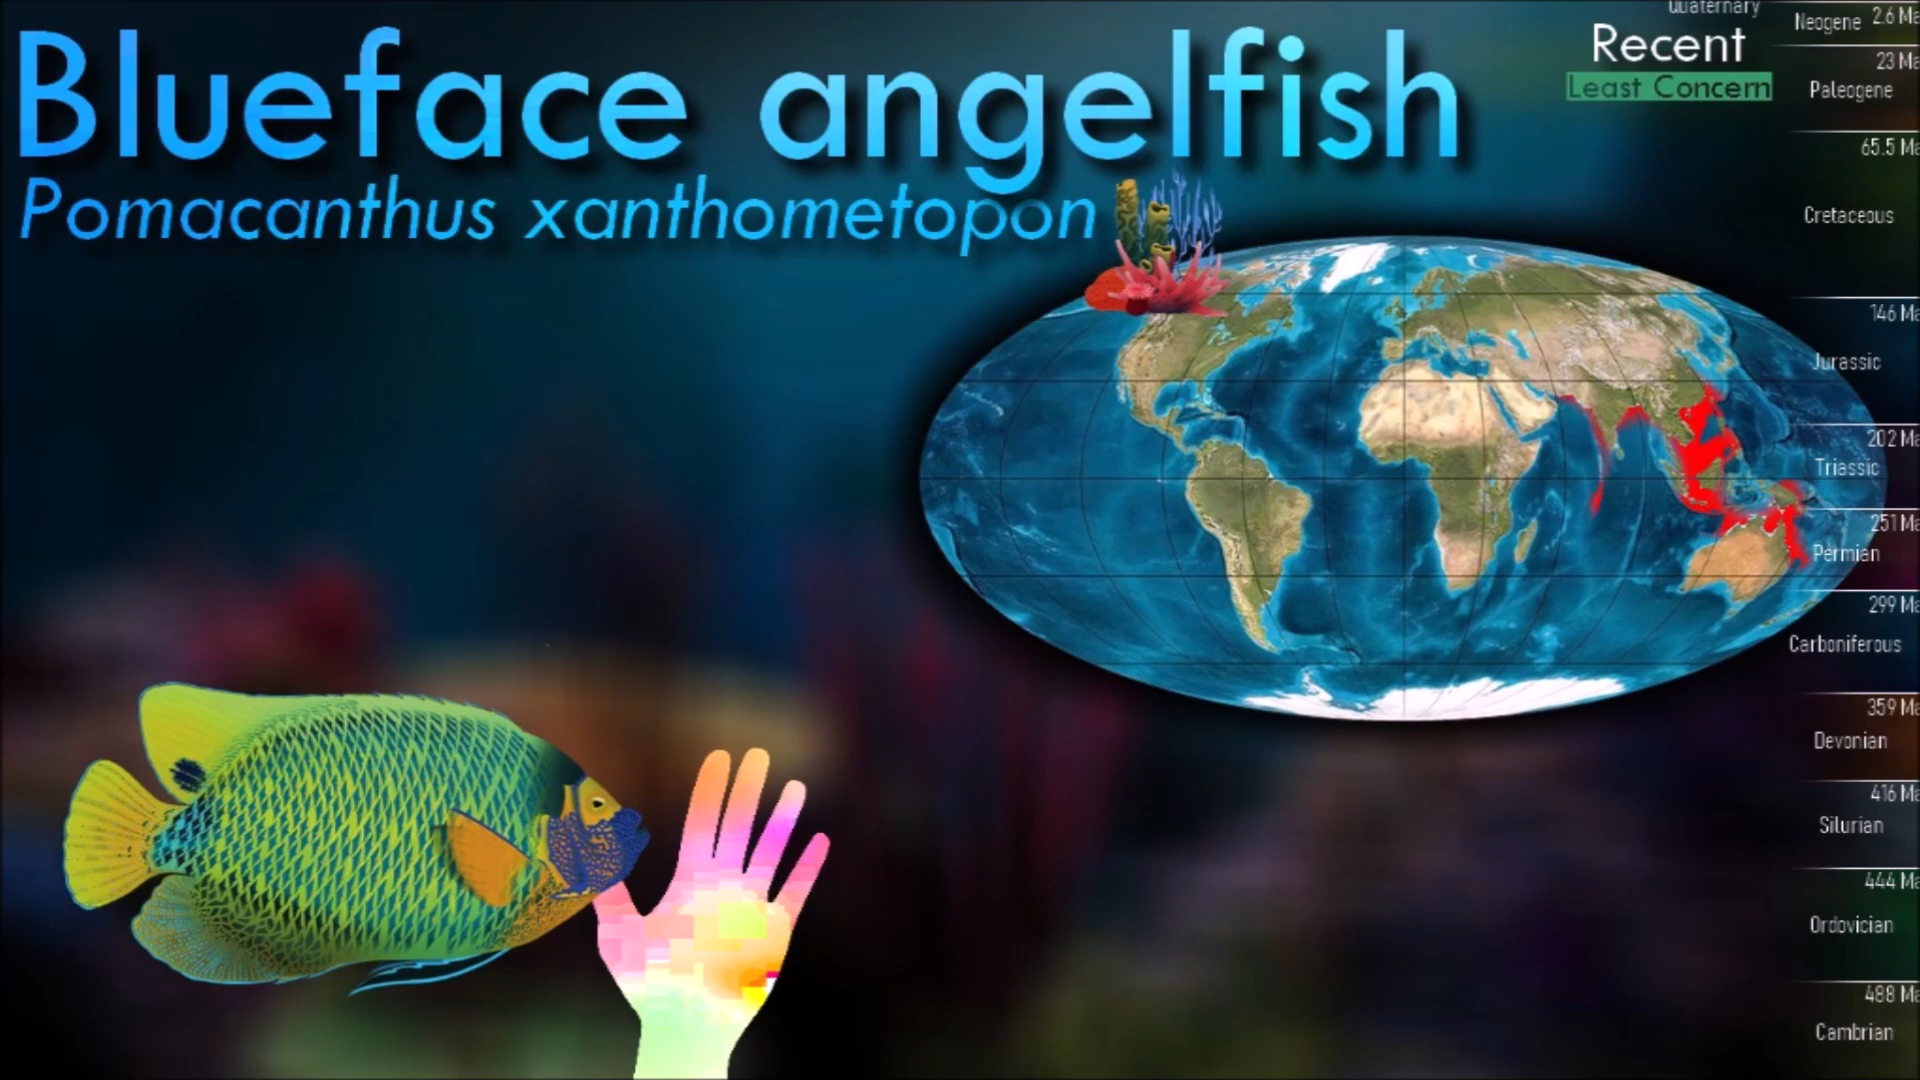 Blueface angelfish
Pomacanthus xanthometopon
Quaternary
Recent
Least Concern
Neogene 2.6 Ma
23 Ma
Paleogene
65.5 Ma
Cretaceous
146 Ma
Jurassic
202 Ma
Triassic
251 Ma
Permian
299 Ma
Carboniferous
359 Ma
Devonian
416 Ma
Silurian
444 Ma
Ordovician
488 Ma
Cambrian